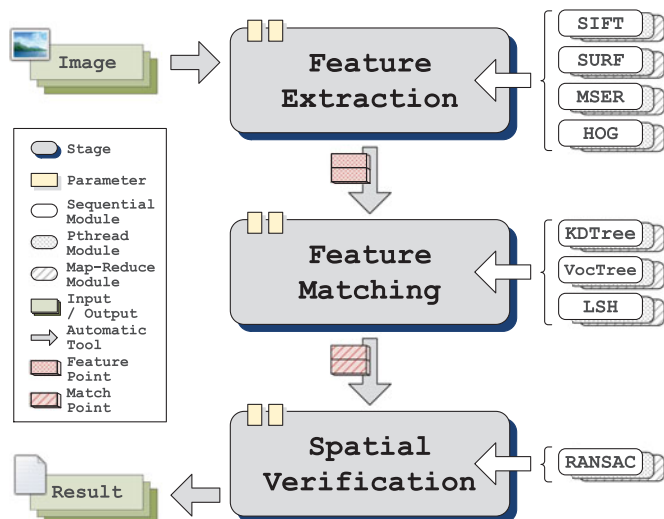 Image
Feature
Extraction
SIFT
SURF
MSER
HOG
Stage
Parameter
Sequential
Module
Pthread
Module
Map-Reduce
Module
Input
/ Output
Automatic
Tool
Feature
Point
Match
Point
Feature
Matching
KDTree
VocTree
LSH
Spatial
Verification
RANSAC
Result